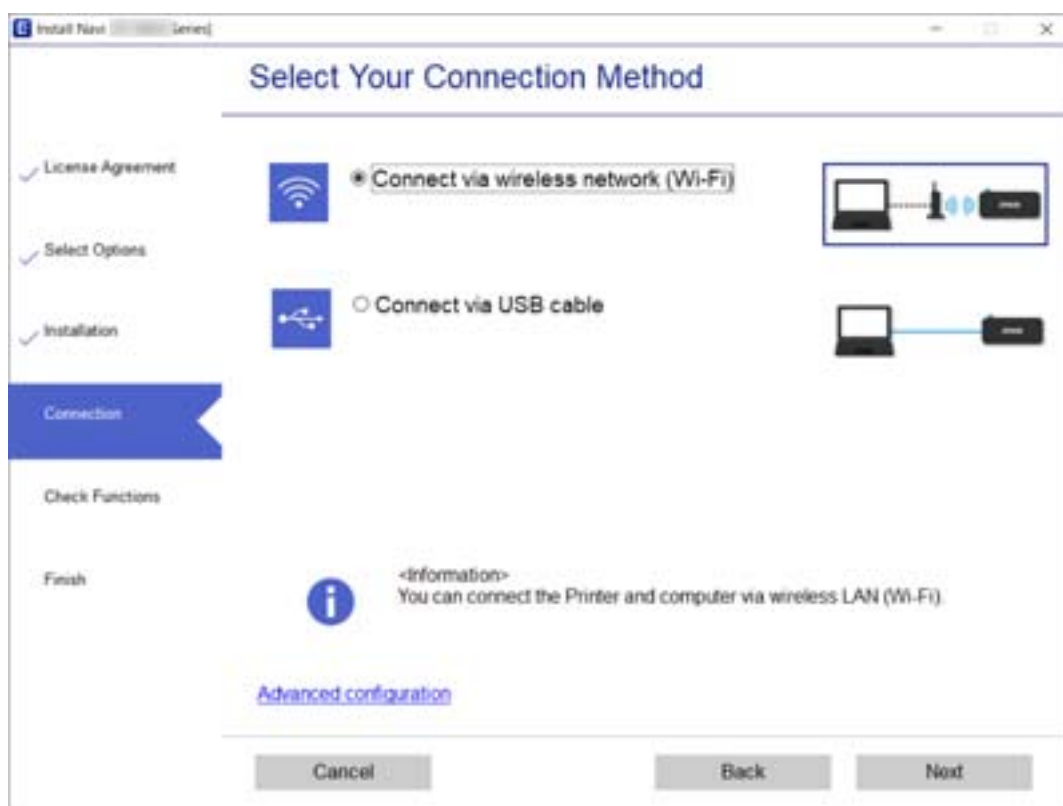 Install Navi Series]
Select Your Connection Method
License Agreement
Select Options
Installation
Connection
Check Functions
Finish
Connect via wireless network (Wi-Fi)
Connect via USB cable
<Information>
You can connect the Printer and computer via wireless LAN (Wi-Fi).
Advanced configuration
Cancel
Back
Next